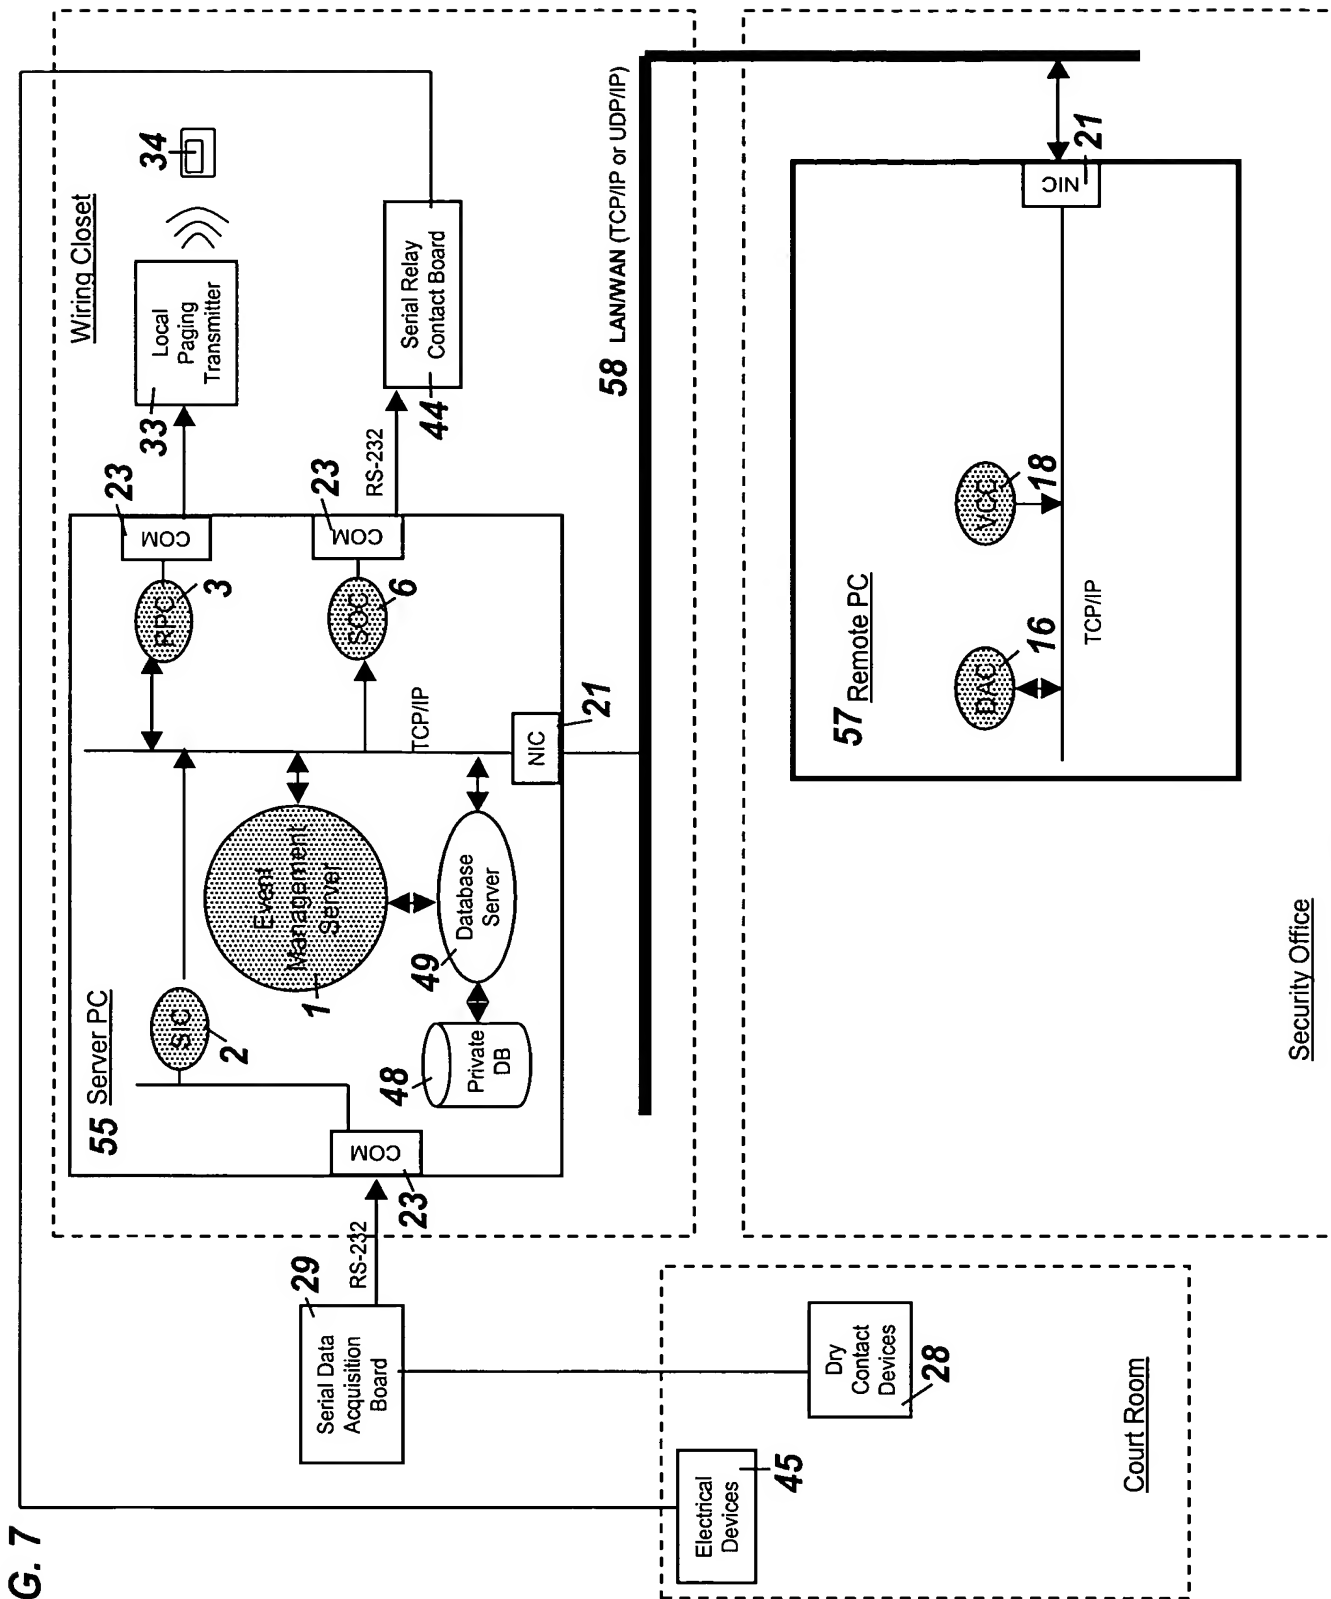 G. 7
Wiring Closet
34
33
Local
Paging
Transmitter
23
COM
RPC
3
23
COM
SOC
6
RS-232
44
Serial Relay
Contact Board
55 Server PC
SIC
2
Event
Management
Server
1
TCP/IP
NIC
21
Database
Server
49
48
Private
DB
COM
23
RS-232
29
Serial Data
Acquisition
Board
58 LAN/WAN (TCP/IP or UDP/IP)
Electrical
Devices
45
Dry
Contact
Devices
28
Court Room
57 Remote PC
DAC
16
VCC
18
TCP/IP
NIC
21
Security Office